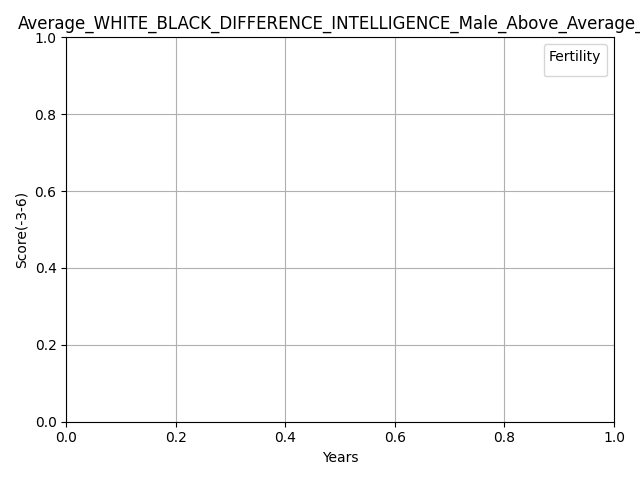 Average_WHITE_BLACK_DIFFERENCE_INTELLIGENCE_Male_Above_Average_
Fertility
1.0
0.8
0.6
0.4
0.2
0.0
Score(-3-6)
0.0 0.2 0.4 0.6 0.8 1.0
Years